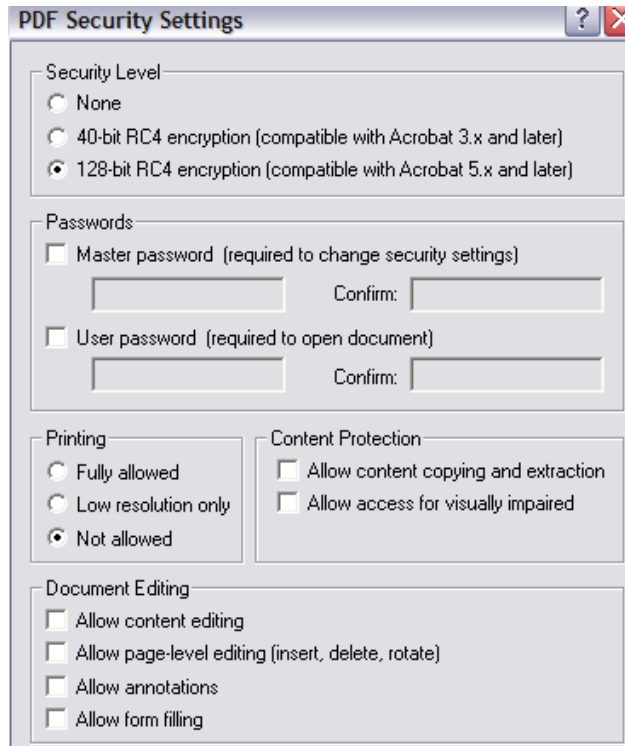 PDF Security Settings
?
Security Level
None
40-bit RC4 encryption (compatible with Acrobat 3.x and later)
128-bit RC4 encryption (compatible with Acrobat 5.x and later)
Passwords
Master password (required to change security settings)
Confirm:
User password (required to open document)
Confirm:
Printing
Fully allowed
Low resolution only
Not allowed
Content Protection
Allow content copying and extraction
Allow access for visually impaired
Document Editing
Allow content editing
Allow page-level editing (insert, delete, rotate)
Allow annotations
Allow form filling